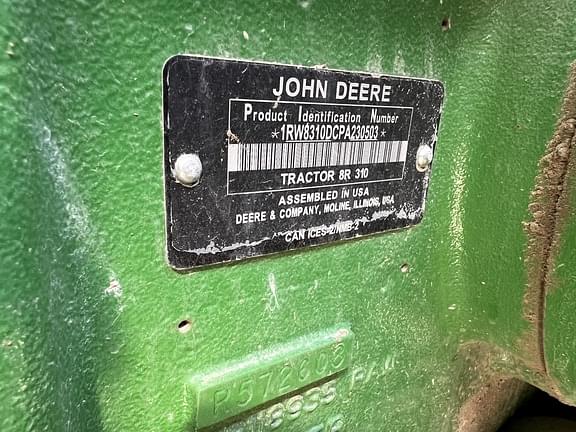 JOHN DEERE
Product Identification Number
*1RW8310DCPA230503*
TRACTOR 8R 310
ASSEMBLED IN USA
DEERE & COMPANY, MOLINE, ILLINOIS, USA
CAN ICES-2/NMB-2